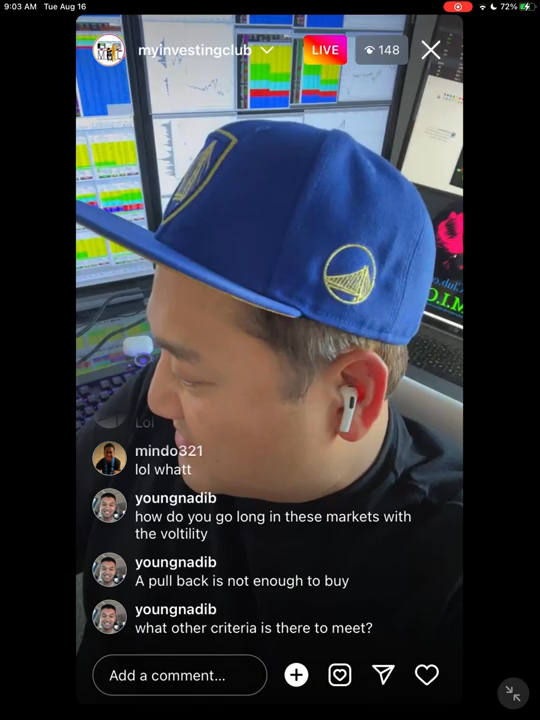 9:03 AM Tue Aug 16
72%
myinvestingclub
LIVE
148
Lol
mindo321
lol whatt
youngnadib
how do you go long in these markets with
the voltility
youngnadib
A pull back is not enough to buy
youngnadib
what other criteria is there to meet?
Add a comment...